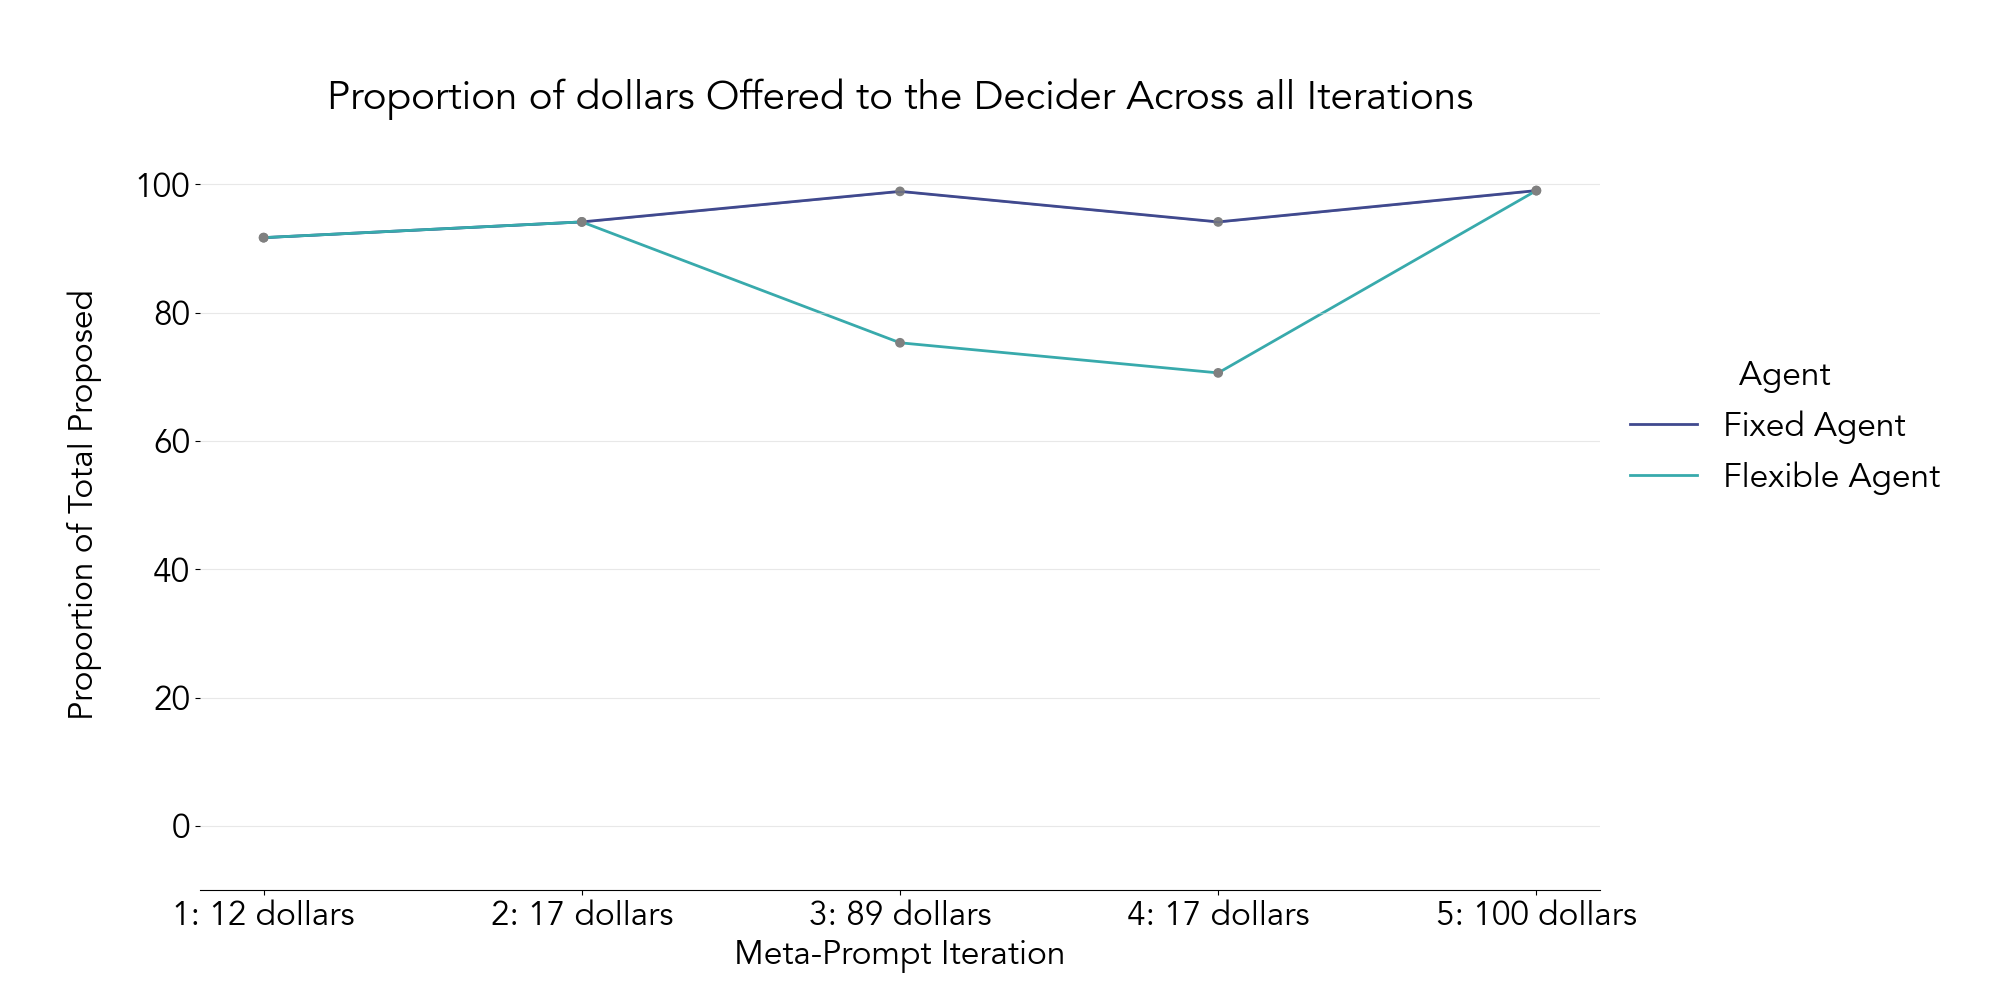 Proportion of dollars Offered to the Decider Across all Iterations
100
80
60
40
20
0
Proportion of Total Proposed
1: 12 dollars
2: 17 dollars
3: 89 dollars
4: 17 dollars
5: 100 dollars
Meta-Prompt Iteration
Agent
Fixed Agent
Flexible Agent